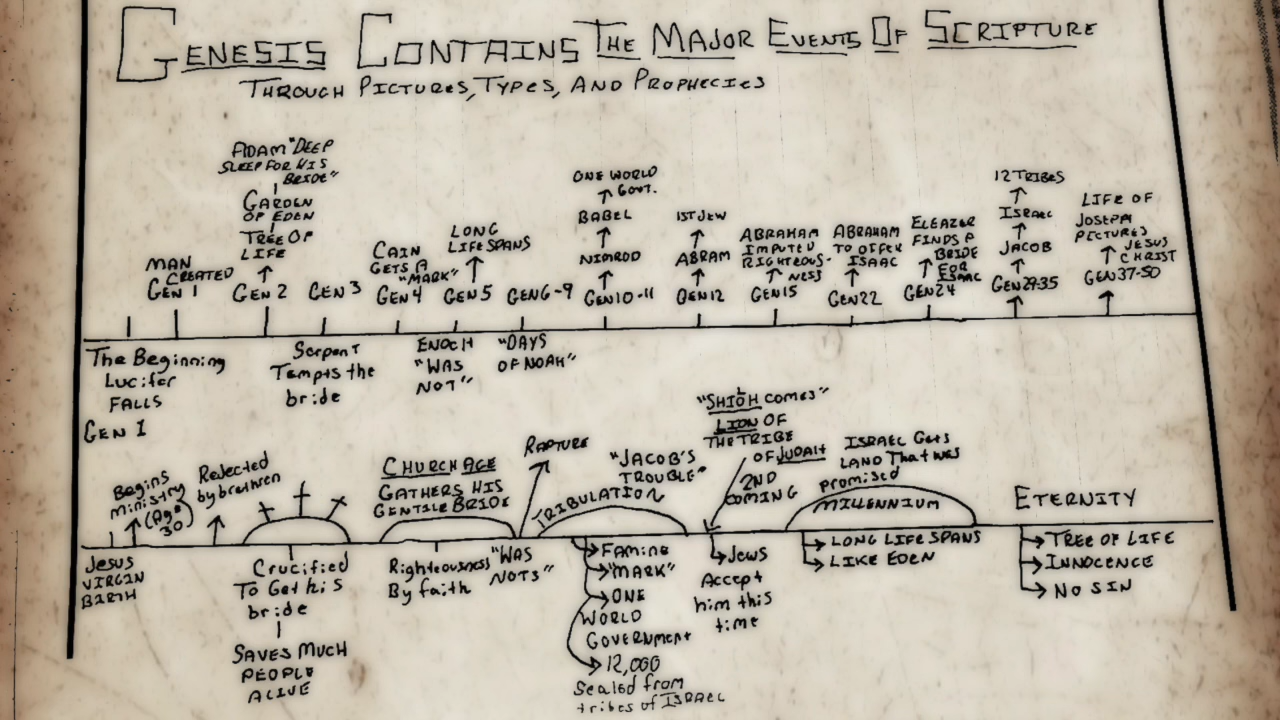 GENESIS CONTAINS THE MAJOR EVENTS OF SCRIPTURE
THROUGH PICTURES, TYPES, AND PROPHECIES
MAN
CREATED
GEN 1
ADAM "DEEP
SLEEP FOR HIS
BRIDE"
GARDEN
OF EDEN
TREE OF
LIFE
GEN 2
GEN 3
CAIN
GETS A
"MARK"
GEN 4
LONG
LIFE SPANS
GEN 5
GEN 6-9
ONE WORLD
GOVT.
BABEL
NIMROD
GEN 10-11
1ST JEW
ABRAM
GEN 12
ABRAHAM
IMPUTED
RIGHTEOUS-
NESS
GEN 15
ABRAHAM
TO OFFER
ISAAC
GEN 22
ELEAZER
FINDS A
BRIDE
FOR
ISAAC
GEN 24
12 TRIBES
ISRAEL
JACOB
GEN 29-35
LIFE OF
JOSEPH
PICTURES
JESUS
CHRIST
GEN 37-50
The Beginning
Lucifer
FALLS
GEN 1
Serpent
Tempts the
bride
ENOCH
"WAS
NOT"
"DAYS
OF NOAH"
Jesus
VIRGIN
BIRTH
Begins
ministry
(Age
30)
Rejected
by brethren
Crucified
To Get his
bride
SAVES MUCH
PEOPLE
ALIVE
CHURCH AGE
GATHERS HIS
GENTILE BRIDE
Righteousness
By faith
"WAS
NOTS"
RAPTURE
"JACOB'S
TROUBLE"
TRIBULATION
FAMINE
"MARK"
ONE
WORLD
GOVERNMENT
12,000
Sealed from
tribes of ISRAEL
"SHILOH comes"
LION OF
THE TRIBE
OF JUDAH
2ND
COMING
Jews
Accept
him this
time
ISRAEL Gets
LAND That was
promised
MILLENNIUM
LONG LIFE SPANS
LIKE EDEN
ETERNITY
TREE OF LIFE
INNOCENCE
NO SIN